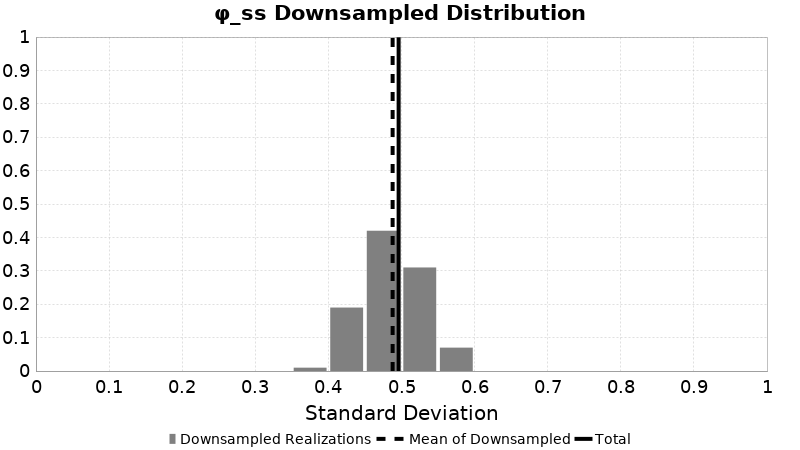 φ_ss Downsampled Distribution
1
0.9
0.8
0.7
0.6
0.5
0.4
0.3
0.2
0.1
0
0 0.1 0.2 0.3 0.4 0.5 0.6 0.7 0.8 0.9 1
Standard Deviation
Downsampled Realizations Mean of Downsampled Total